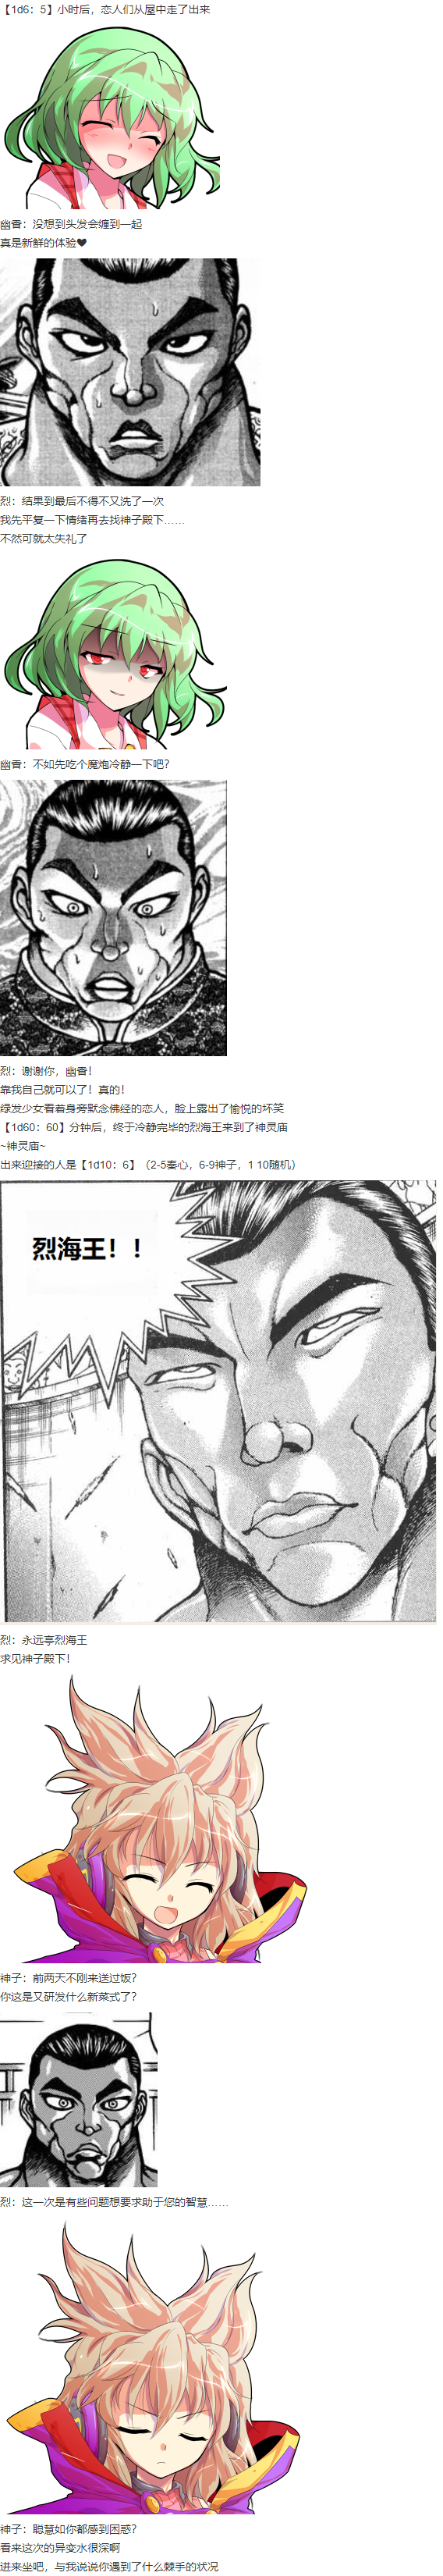 【1d6：5】小时后，恋人们从屋中走了出来
幽香：没想到头发会缠到一起
真是新鲜的体验♥
烈：结果到最后不得不又洗了一次
我先平复一下情绪再去找神子殿下……
不然可就太失礼了
幽香：不如先吃个魔炮冷静一下吧？
烈：谢谢你，幽香！
靠我自己就可以了！真的！
绿发少女看着身旁默念佛经的恋人，脸上露出了愉悦的坏笑
【1d60：60】分钟后，终于冷静完毕的烈海王来到了神灵庙
~神灵庙~
出来迎接的人是【1d10：6】（2-5秦心，6-9神子，1 10随机）
烈海王！！
烈：永远亭烈海王
求见神子殿下！
神子：前两天不刚来送过饭？
你这是又研发什么新菜式了？
烈：这一次是有些问题想要求助于您的智慧……
神子：聪慧如你都感到困惑？
看来这次的异变水很深啊
进来坐吧，与我说说你遇到了什么棘手的状况